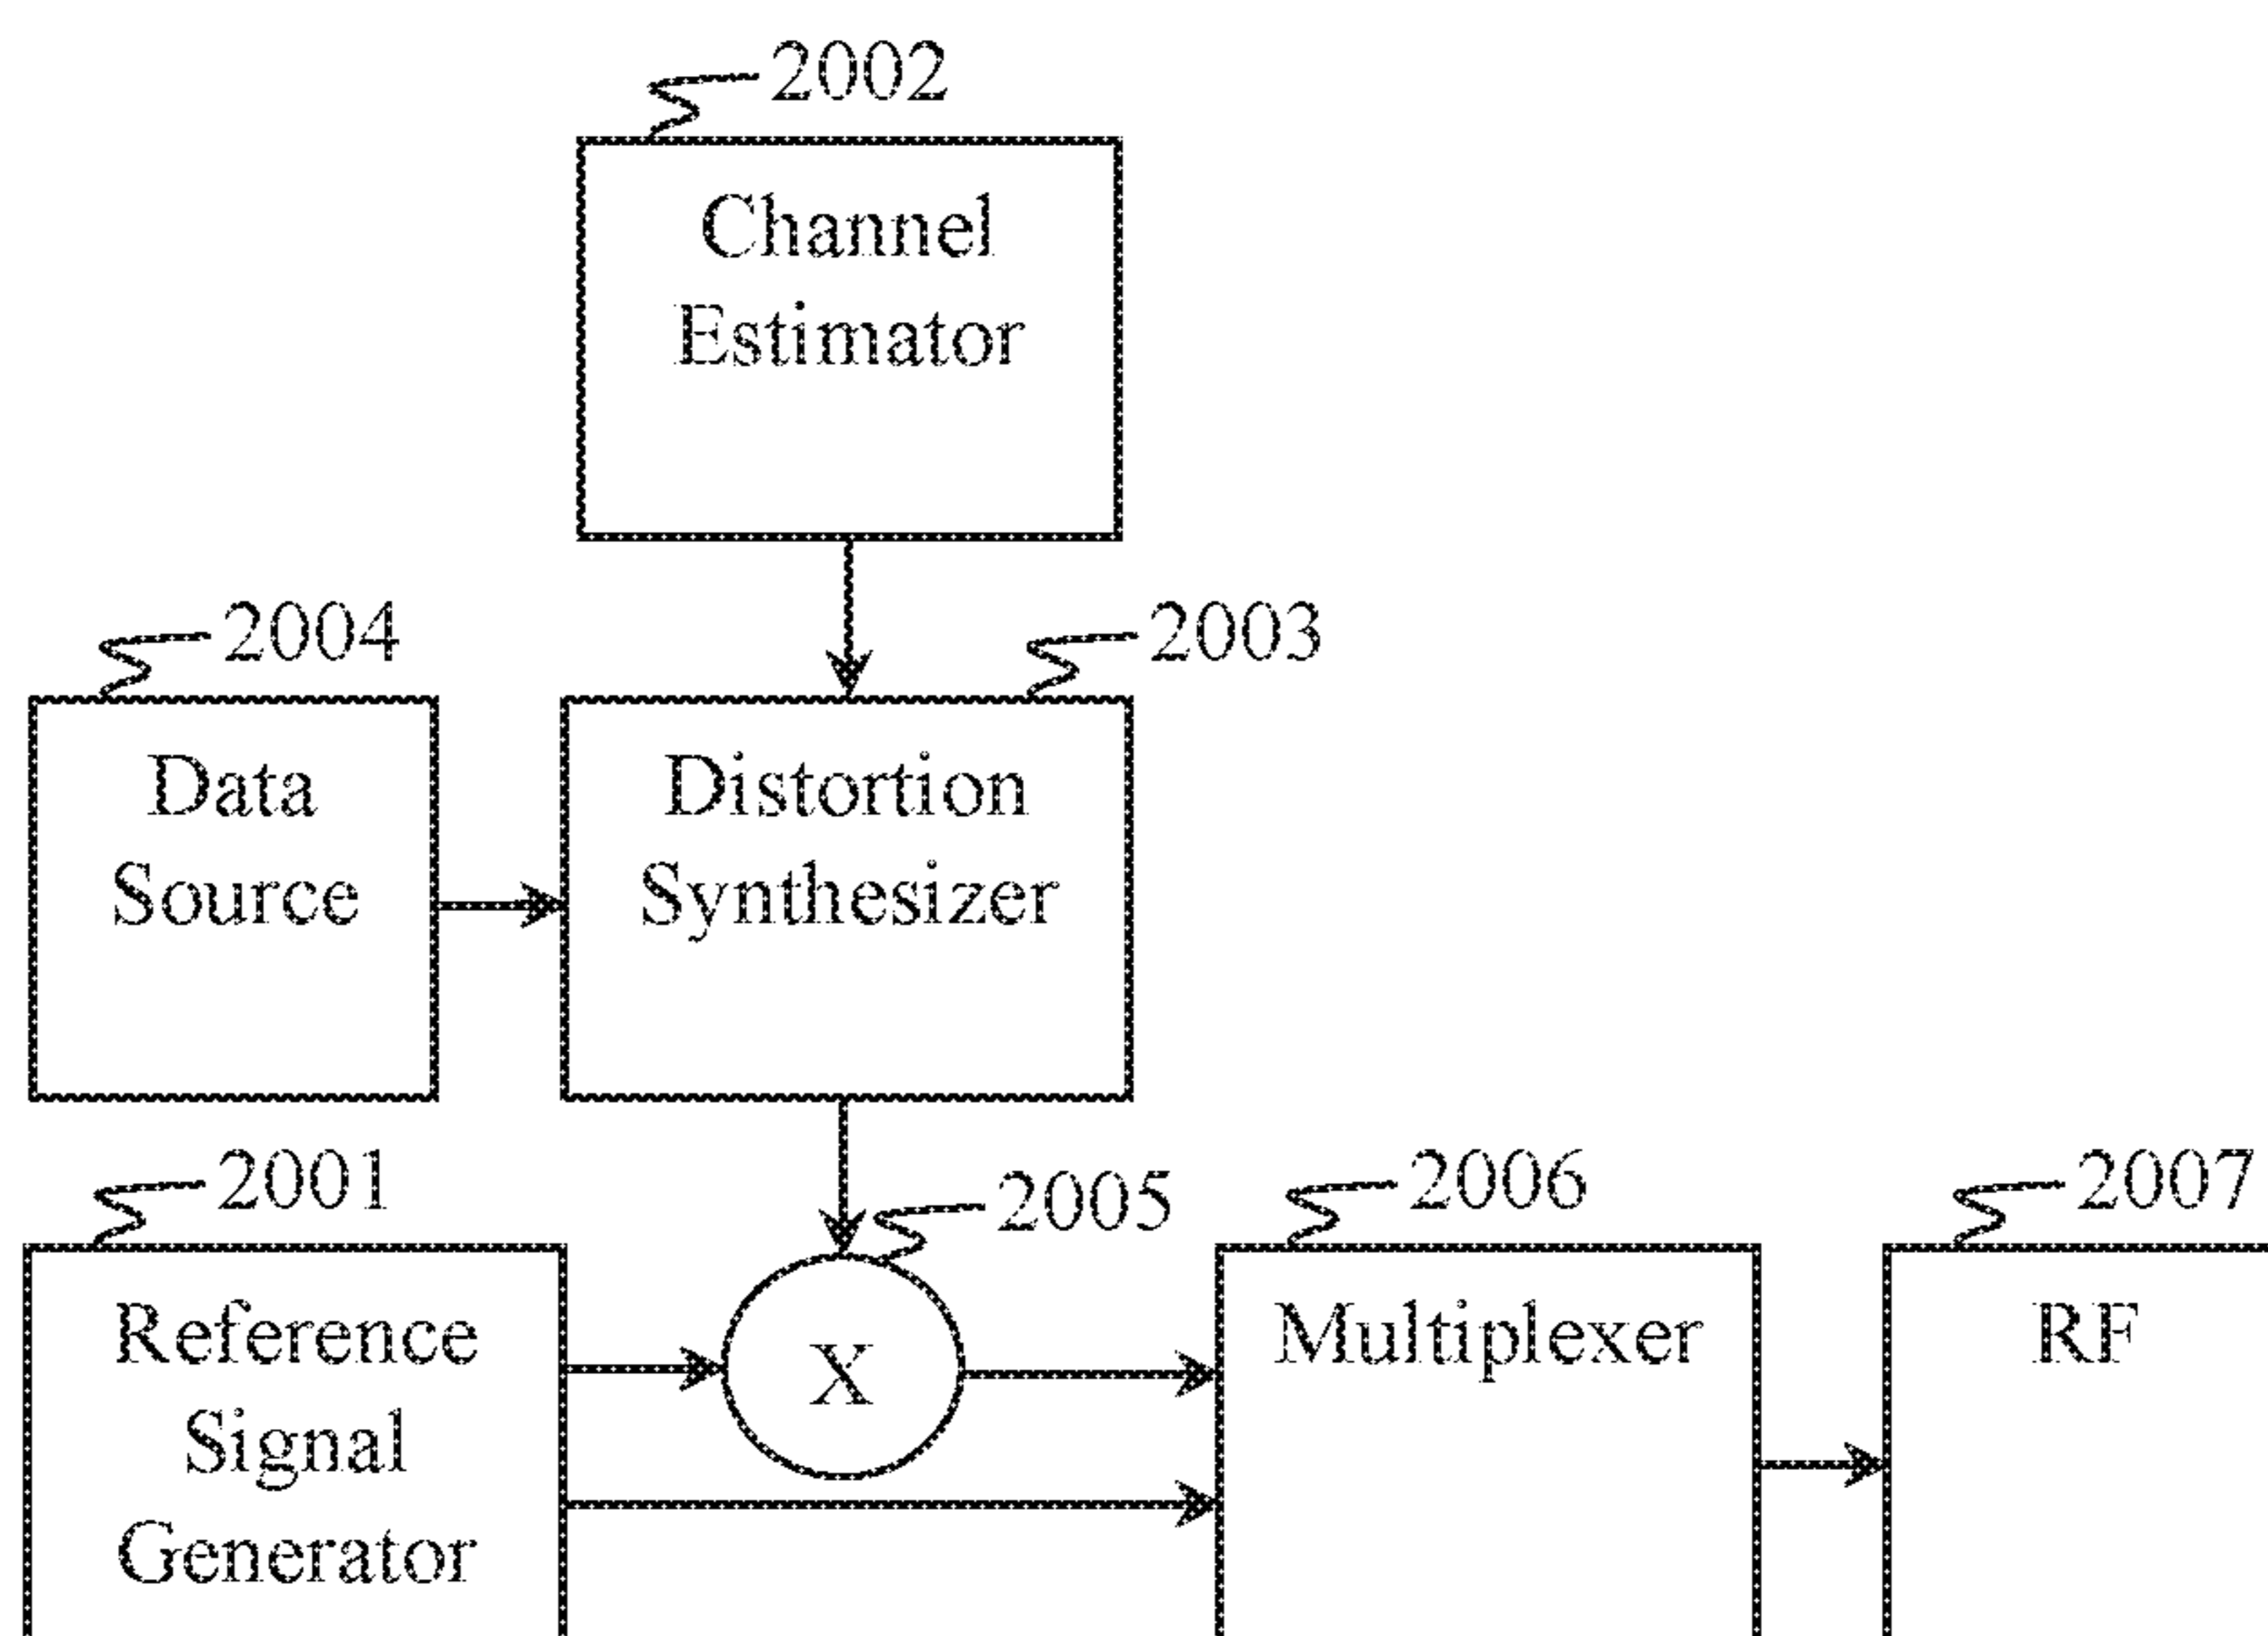 2002
Channel
Estimator
2004
2003
Data
Source
Distortion
Synthesizer
2001
2005
2006
2007
Reference
Signal
Generator
X
Multiplexer
RF